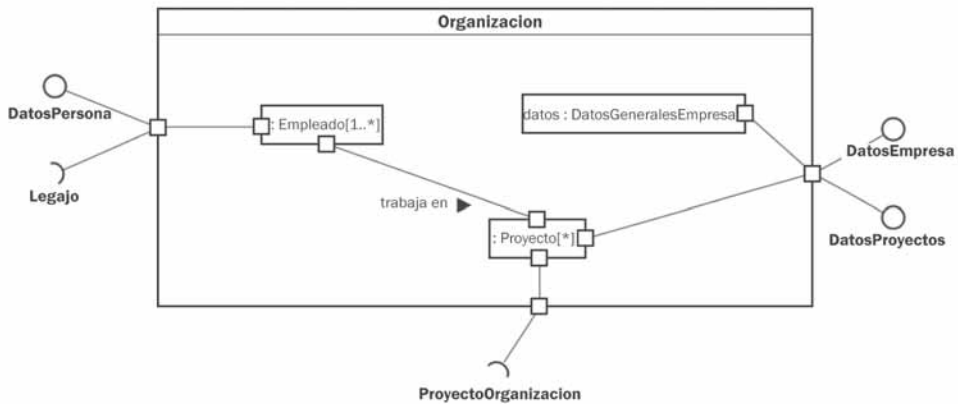 Organizacion
DatosPersona
: Empleado[1..*]
datos : DatosGeneralesEmpresa
DatosEmpresa
Legajo
trabaja en
: Proyecto[*]
DatosProyectos
ProyectoOrganizacion